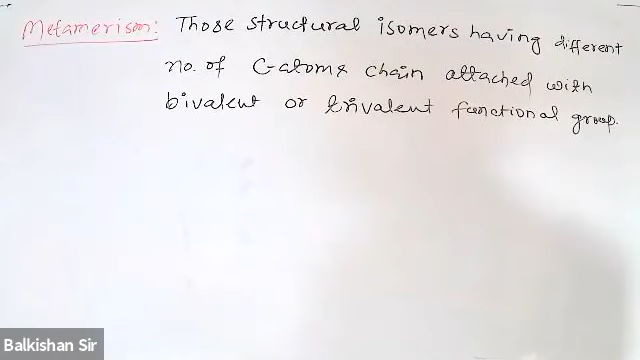 Metamerism: Those structural isomers having different
no. of C-atoms chain attached with
bivalent or trivalent functional group.
Balkishan Sir